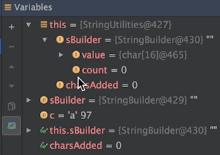 Variables
this = {StringUtilities@427}
sBuilder = {StringBuilder@430} ""
value = {char[16]@465}
count = 0
charsAdded = 0
sBuilder = {StringBuilder@429} ""
c = 'a' 97
this.sBuilder = {StringBuilder@430} ""
charsAdded = 0